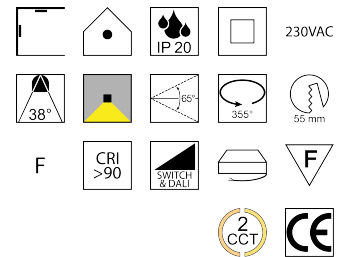 IP 20
230VAC
38°
65°
355°
55 mm
F
CRI
>90
SWITCH
& DALI
F
2
CCT
CE